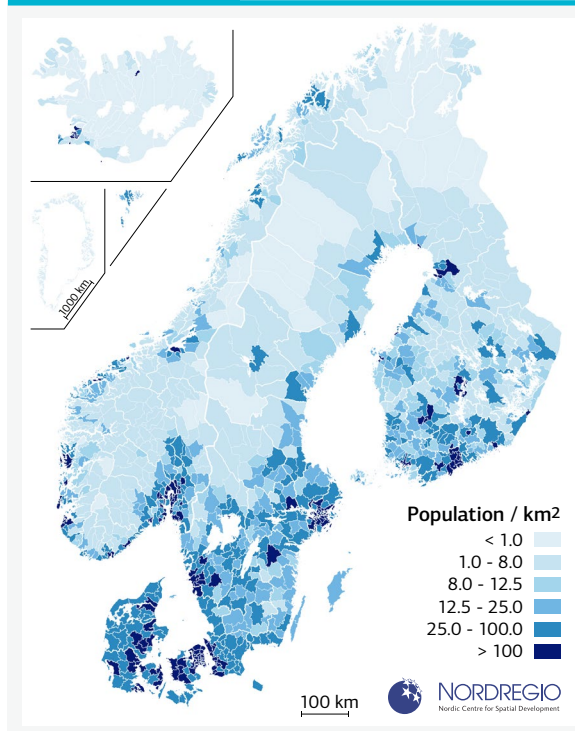 1000 km
Population / km²
< 1.0
1.0 - 8.0
8.0 - 12.5
12.5 - 25.0
25.0 - 100.0
> 100
100 km
NORDREGIO
Nordic Centre for Spatial Development